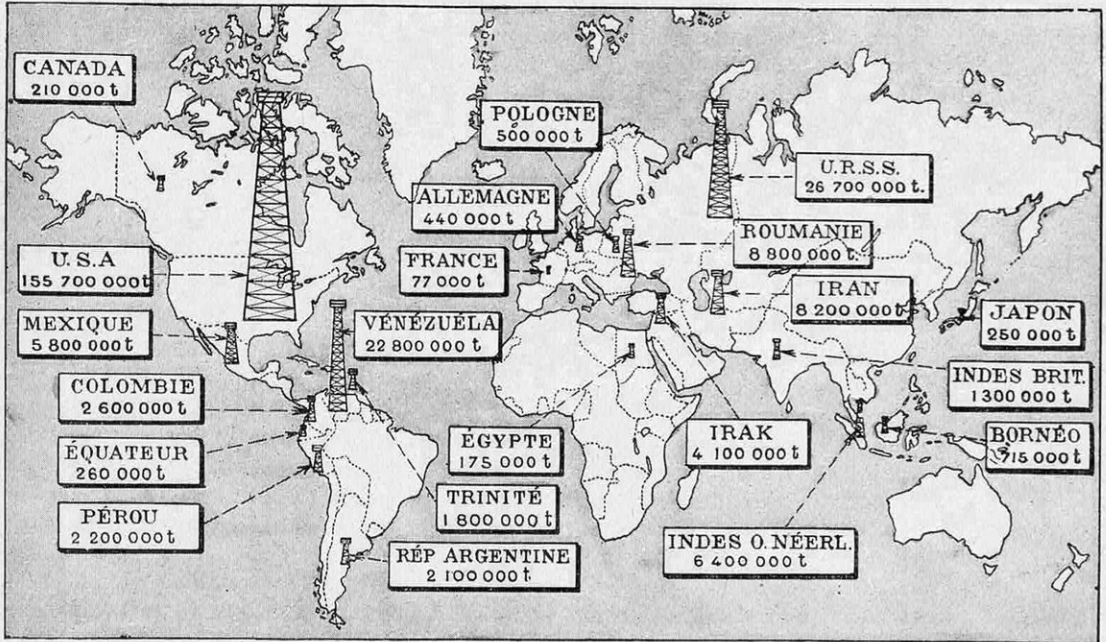 CANADA
210 000 t
POLOGNE
500 000 t
U.R.S.S.
26 700 000 t.
ALLEMAGNE
440 000 t
ROUMANIE
8 800 000 t.
U.S.A
155 700 000t
FRANCE
77 000 t
IRAN
8 200 000 t
MEXIQUE
5 800 000 t
VÉNÉZUÉLA
22 800 000 t
JAPON
250 000 t
COLOMBIE
2 600 000 t
INDES BRIT.
1 300 000 t
ÉQUATEUR
260 000 t
ÉGYPTE
175 000 t
IRAK
4 100 000 t
BORNÉO
715 000 t
PÉROU
2 200 000 t
TRINITÉ
1 800 000 t
RÉP ARGENTINE
2 100 000 t
INDES O. NÉERL.
6 400 000 t